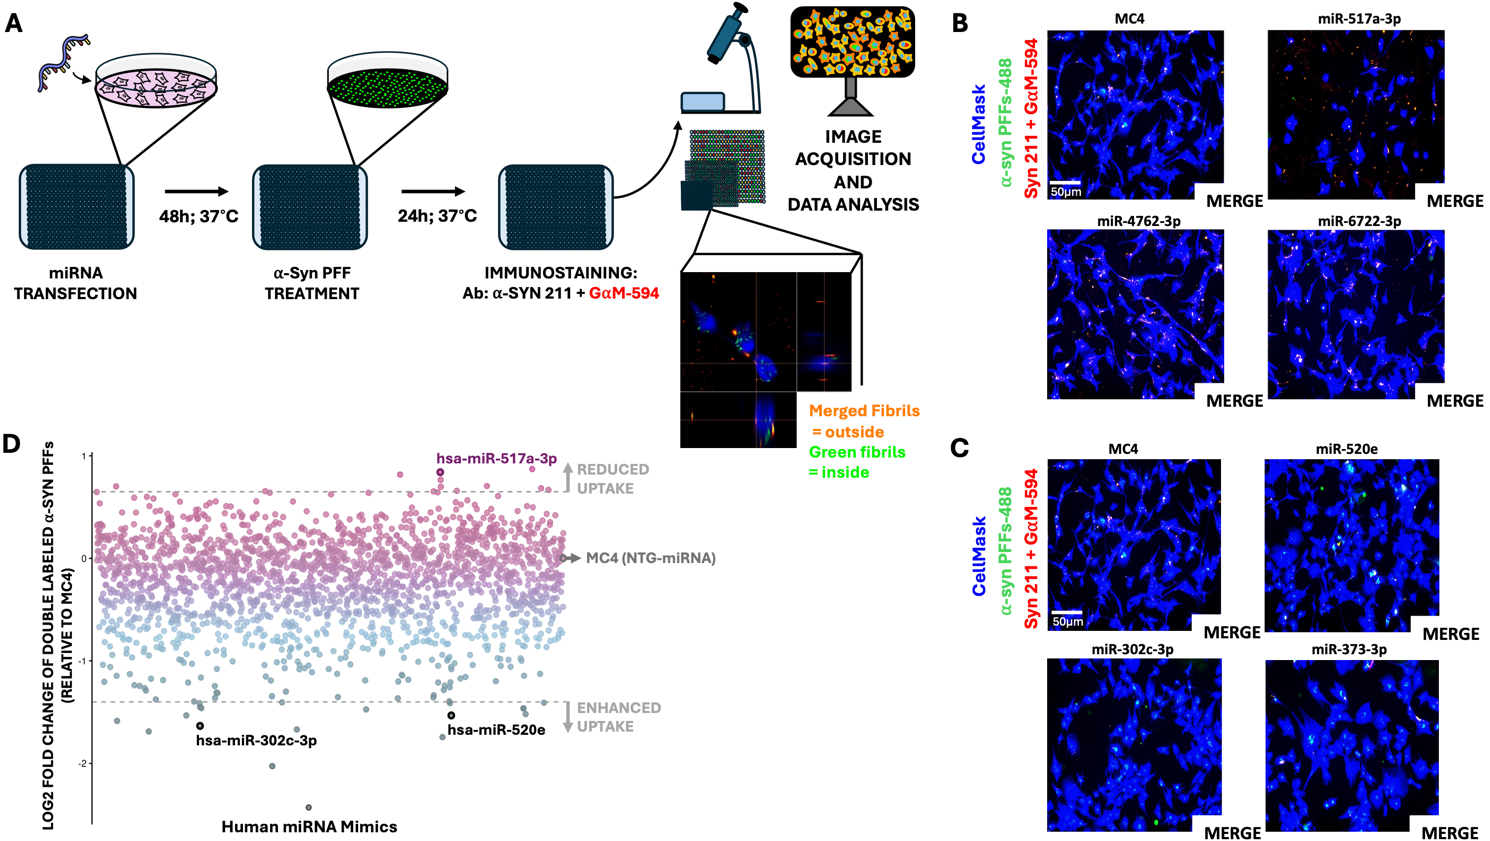 A
miRNA
TRANSFECTION
48h; 37°C
α-Syn PFF
TREATMENT
24h; 37°C
IMMUNOSTAINING:
Ab: α-SYN 211 + GαM-594
IMAGE
ACQUISITION
AND
DATA ANALYSIS
Merged Fibrils
= outside
Green fibrils
= inside
B
CellMask
α-syn PFFs-488
Syn 211 + GαM-594
MC4
50μm
MERGE
miR-517a-3p
MERGE
miR-4762-3p
MERGE
miR-6722-3p
MERGE
C
CellMask
α-syn PFFs-488
Syn 211 + GαM-594
MC4
50μm
MERGE
miR-520e
MERGE
miR-302c-3p
MERGE
miR-373-3p
MERGE
D
LOG2 FOLD CHANGE OF DOUBLE LABELED α-SYN PFFs
(RELATIVE TO MC4)
1
0
-1
-2
hsa-miR-517a-3p
REDUCED
UPTAKE
MC4 (NTG-miRNA)
ENHANCED
UPTAKE
hsa-miR-302c-3p
hsa-miR-520e
Human miRNA Mimics